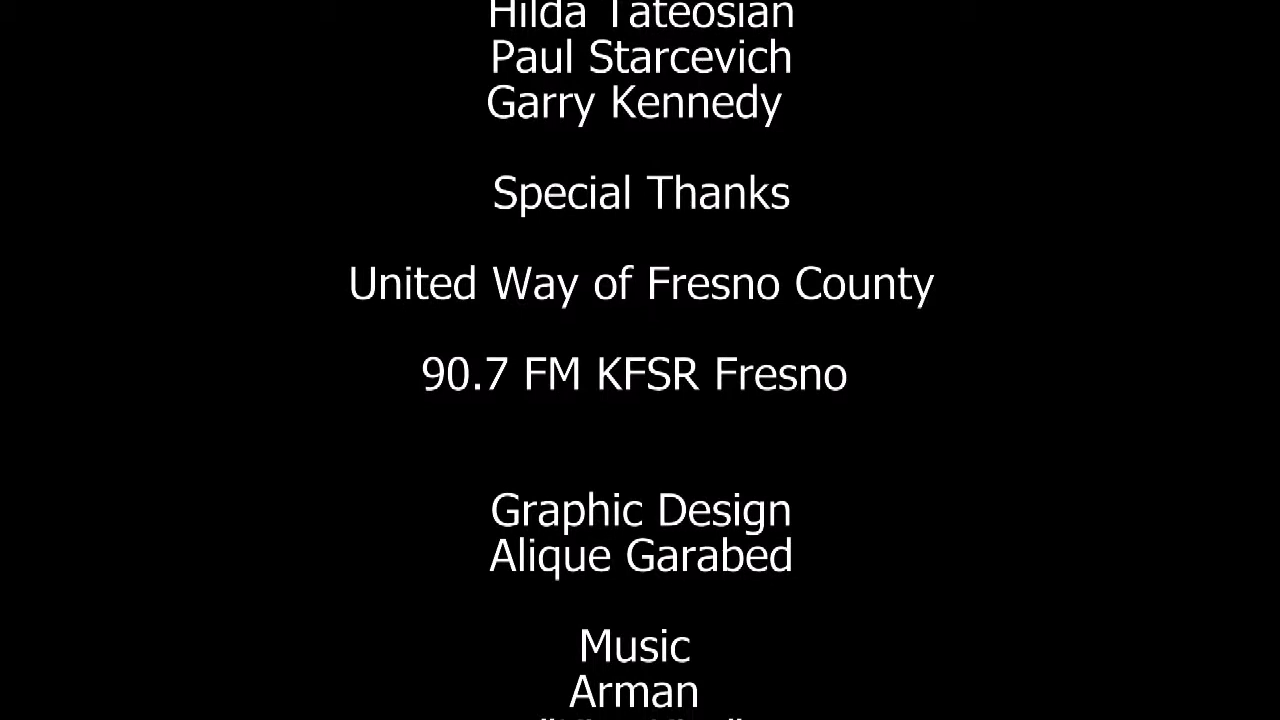 Hilda Tateosian
Paul Starcevich
Garry Kennedy
Special Thanks
United Way of Fresno County
90.7 FM KFSR Fresno
Graphic Design
Alique Garabed
Music
Arman